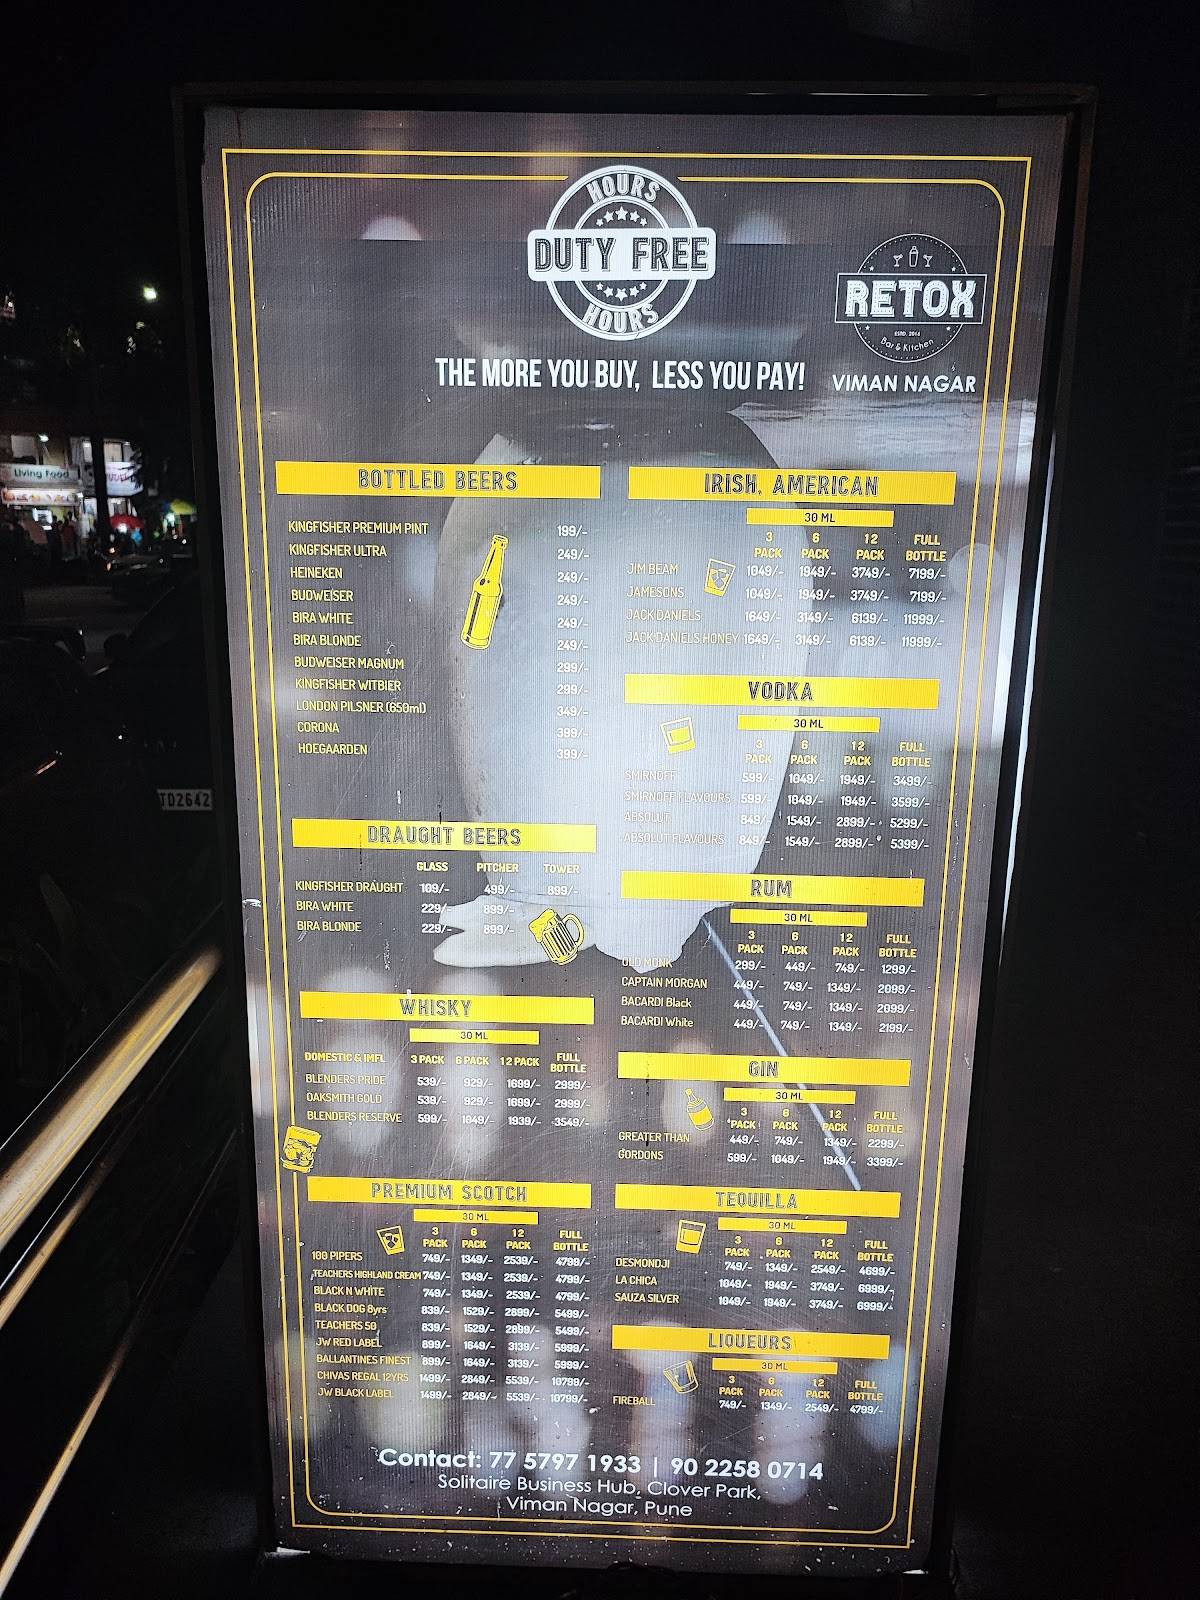 HOURS
DUTY FREE
HOURS
RETOX
ESTD. 2014
Bar & Kitchen
VIMAN NAGAR
THE MORE YOU BUY, LESS YOU PAY!
Living Food
TD2642
BOTTLED BEERS
KINGFISHER PREMIUM PINT 199/-
KINGFISHER ULTRA 249/-
HEINEKEN 249/-
BUDWEISER 249/-
BIRA WHITE 249/-
BIRA BLONDE 249/-
BUDWEISER MAGNUM 299/-
KINGFISHER WITBIER 299/-
LONDON PILSNER (650ml) 349/-
CORONA 399/-
HOEGAARDEN 399/-
DRAUGHT BEERS
GLASS PITCHER TOWER
KINGFISHER DRAUGHT 109/- 499/- 899/-
BIRA WHITE 229/- 899/-
BIRA BLONDE 229/- 899/-
WHISKY
30 ML
DOMESTIC & IMFL 3 PACK 6 PACK 12 PACK FULL BOTTLE
BLENDERS PRIDE 539/- 929/- 1699/- 2999/-
OAKSMITH GOLD 539/- 929/- 1699/- 2999/-
BLENDERS RESERVE 599/- 1049/- 1939/- 3549/-
PREMIUM SCOTCH
30 ML
3 PACK 6 PACK 12 PACK FULL BOTTLE
100 PIPERS 749/- 1349/- 2539/- 4799/-
TEACHERS HIGHLAND CREAM 749/- 1349/- 2539/- 4799/-
BLACK N WHITE 749/- 1349/- 2539/- 4799/-
BLACK DOG 8yrs 839/- 1529/- 2899/- 5499/-
TEACHERS 50 839/- 1529/- 2899/- 5499/-
JW RED LABEL 899/- 1649/- 3139/- 5999/-
BALLANTINES FINEST 899/- 1649/- 3139/- 5999/-
CHIVAS REGAL 12YRS 1499/- 2849/- 5539/- 10799/-
JW BLACK LABEL 1499/- 2849/- 5539/- 10799/-
IRISH, AMERICAN
30 ML
3 PACK 6 PACK 12 PACK FULL BOTTLE
JIM BEAM 1049/- 1949/- 3749/- 7199/-
JAMESONS 1049/- 1949/- 3749/- 7199/-
JACK DANIELS 1649/- 3149/- 6139/- 11999/-
JACK DANIELS HONEY 1649/- 3149/- 6139/- 11999/-
VODKA
30 ML
3 PACK 6 PACK 12 PACK FULL BOTTLE
SMIRNOFF 599/- 1049/- 1949/- 3499/-
SMIRNOFF FLAVOURS 599/- 1049/- 1949/- 3599/-
ABSOLUT 849/- 1549/- 2899/- 5299/-
ABSOLUT FLAVOURS 849/- 1549/- 2899/- 5399/-
RUM
30 ML
3 PACK 6 PACK 12 PACK FULL BOTTLE
OLD MONK 299/- 449/- 749/- 1299/-
CAPTAIN MORGAN 449/- 749/- 1349/- 2099/-
BACARDI Black 449/- 749/- 1349/- 2099/-
BACARDI White 449/- 749/- 1349/- 2199/-
GIN
30 ML
3 PACK 6 PACK 12 PACK FULL BOTTLE
GREATER THAN 449/- 749/- 1349/- 2299/-
GORDONS 599/- 1049/- 1949/- 3399/-
TEQUILLA
30 ML
3 PACK 6 PACK 12 PACK FULL BOTTLE
DESMONDJI 749/- 1349/- 2549/- 4699/-
LA CHICA 1049/- 1949/- 3749/- 6999/-
SAUZA SILVER 1049/- 1949/- 3749/- 6999/-
LIQUEURS
30 ML
3 PACK 6 PACK 12 PACK FULL BOTTLE
FIREBALL 749/- 1349/- 2549/- 4799/-
Contact: 77 5797 1933 | 90 2258 0714
Solitaire Business Hub, Clover Park,
Viman Nagar, Pune